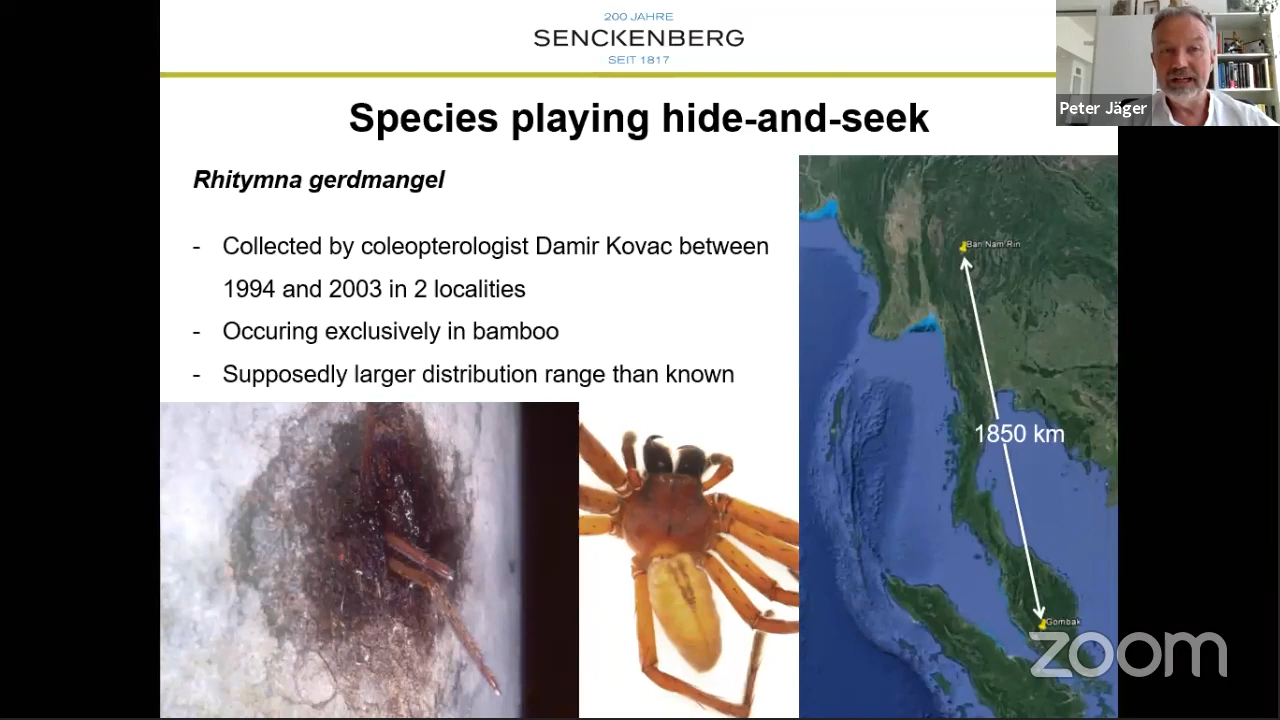 200 JAHRE
SENCKENBERG
SEIT 1817
Peter Jäger
Species playing hide-and-seek
Rhitymna gerdmangel
- Collected by coleopterologist Damir Kovac between
1994 and 2003 in 2 localities
- Occuring exclusively in bamboo
- Supposedly larger distribution range than known
Ban Nam Rin
1850 km
Gombak
zoom